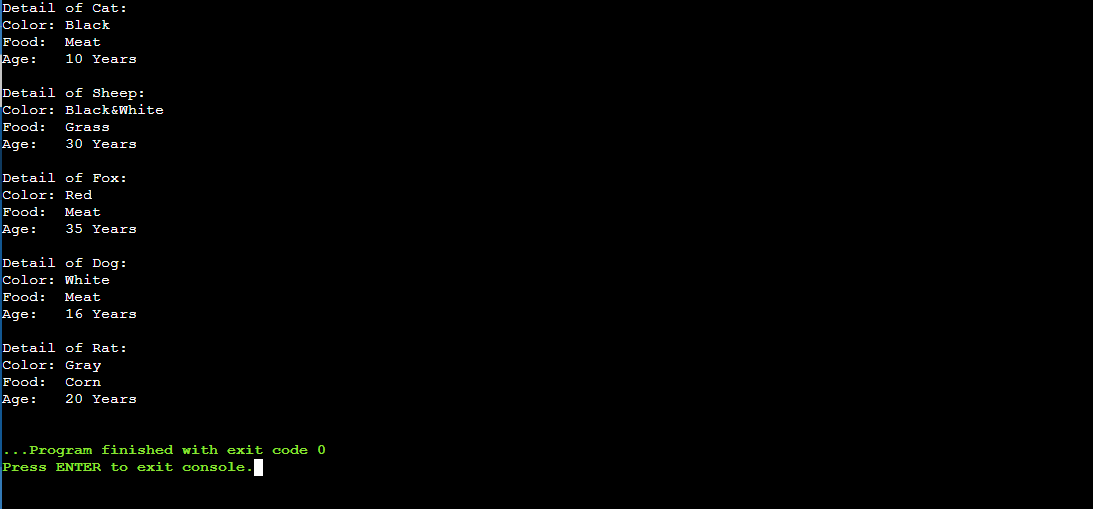 Detail of Cat:
Color: Black
Food:  Meat
Age:   10 Years

Detail of Sheep:
Color: Black&White
Food:  Grass
Age:   30 Years

Detail of Fox:
Color: Red
Food:  Meat
Age:   35 Years

Detail of Dog:
Color: White
Food:  Meat
Age:   16 Years

Detail of Rat:
Color: Gray
Food:  Corn
Age:   20 Years

...Program finished with exit code 0
Press ENTER to exit console.